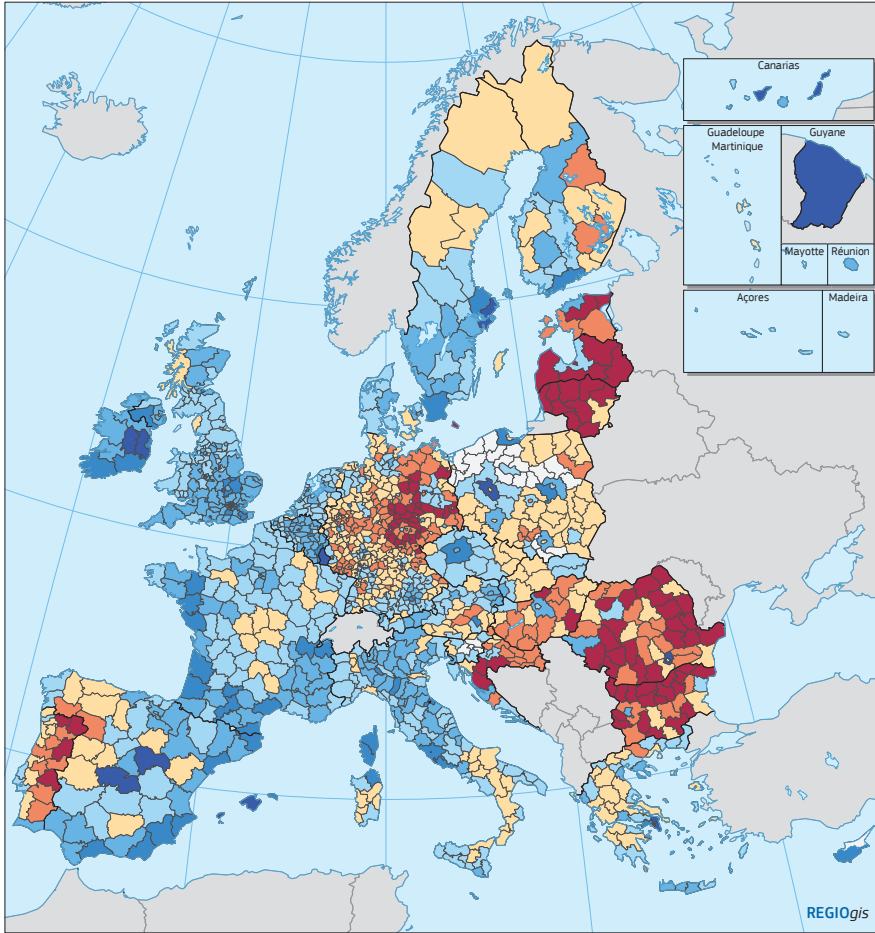 Canarias
Guadeloupe
Martinique
Guyane
Mayotte
Réunion
Açores
Madeira
REGIOgis